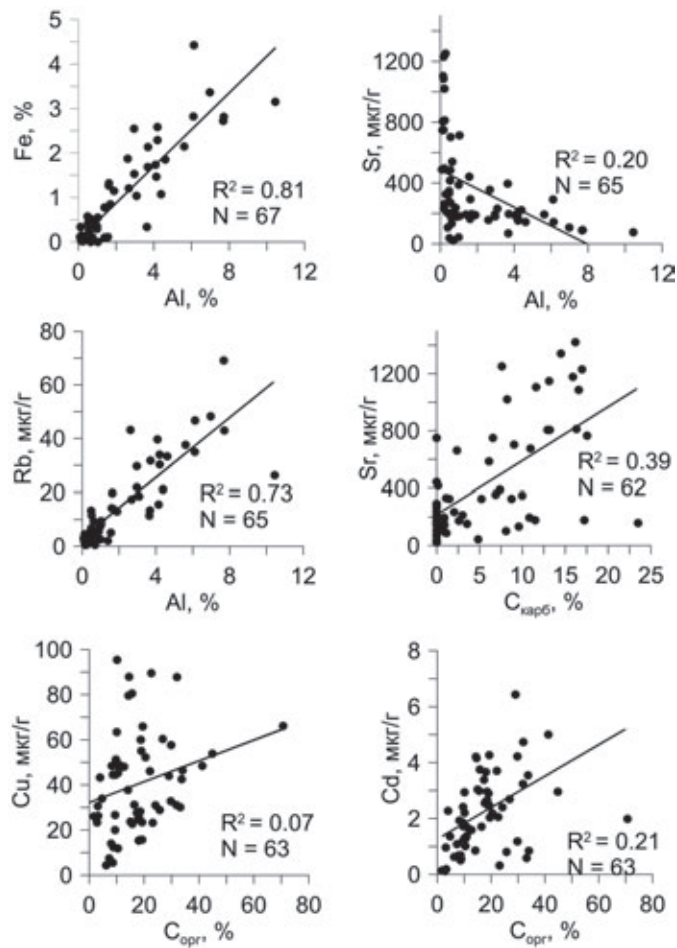 Fe, %
5
4
3
2
1
0
R² = 0.81
N = 67
0 4 8 12
Al, %
Sr, мкг/г
1200
800
400
0
R² = 0.20
N = 65
0 4 8 12
Al, %
Rb, мкг/г
80
60
40
20
0
R² = 0.73
N = 65
0 4 8 12
Al, %
Sr, мкг/г
1200
800
400
0
R² = 0.39
N = 62
0 5 10 15 20 25
Cкарб, %
Cu, мкг/г
100
80
60
40
20
0
R² = 0.07
N = 63
0 20 40 60 80
Cорг, %
Cd, мкг/г
8
6
4
2
0
R² = 0.21
N = 63
0 20 40 60 80
Cорг, %